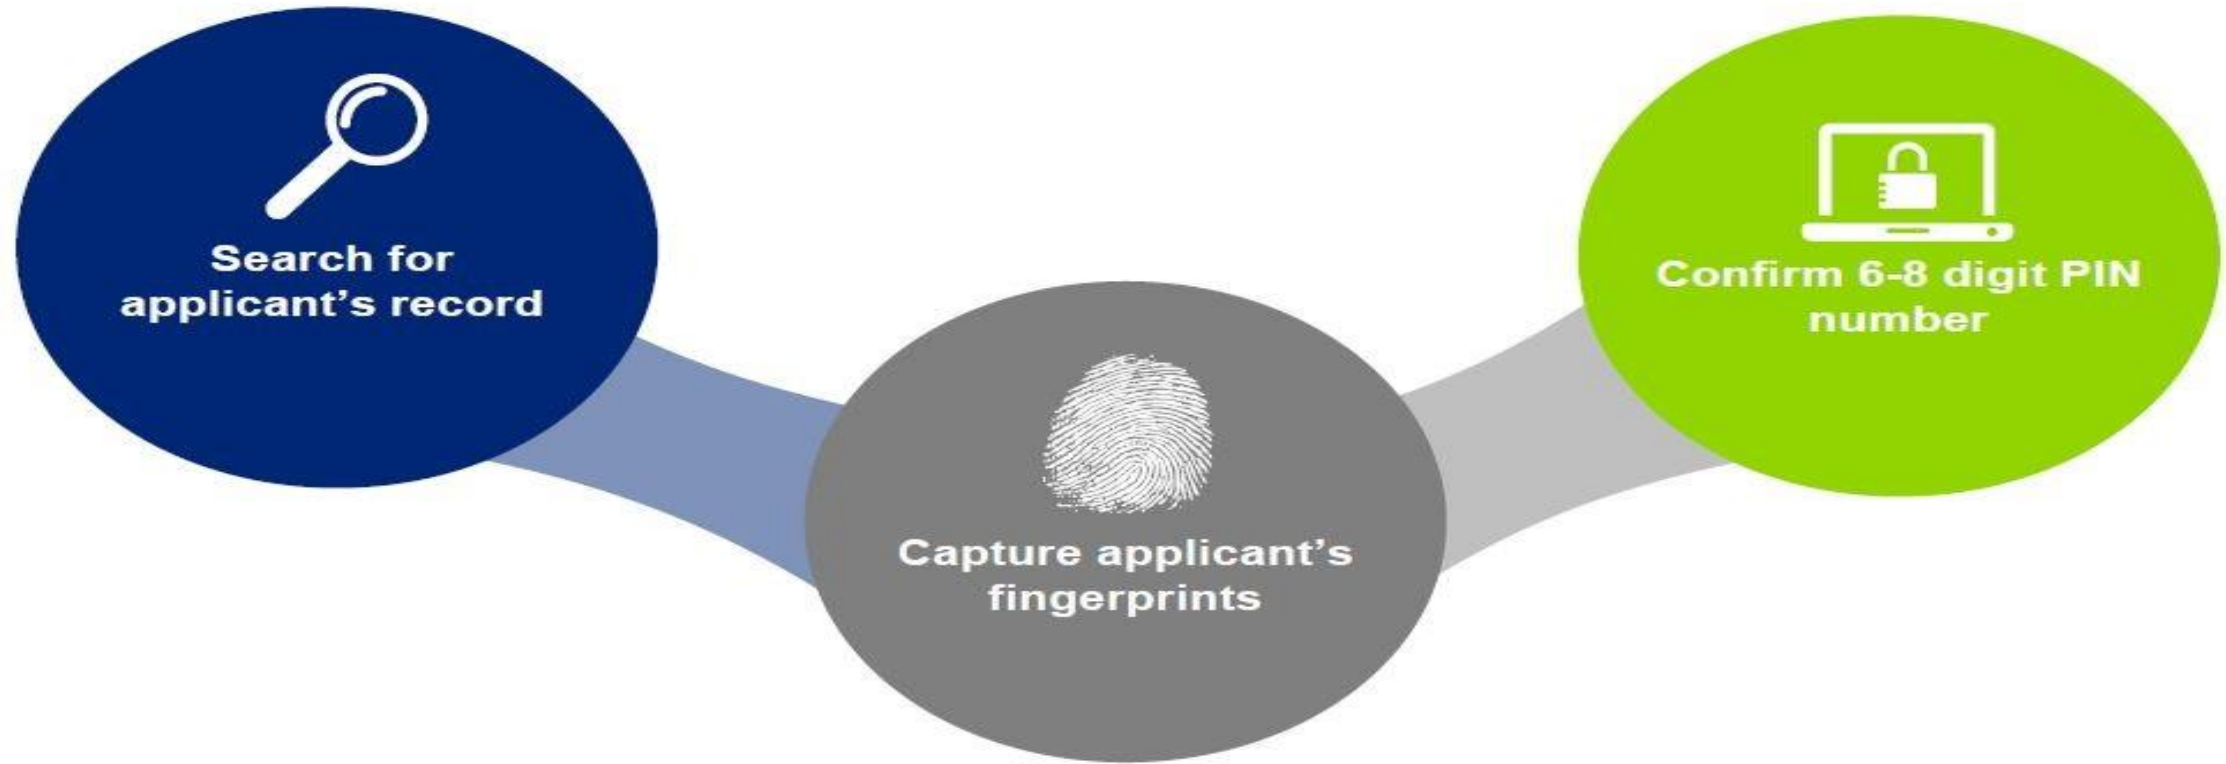 Search for
applicant’s record
Capture applicant’s
fingerprints
Confirm 6-8 digit PIN
number